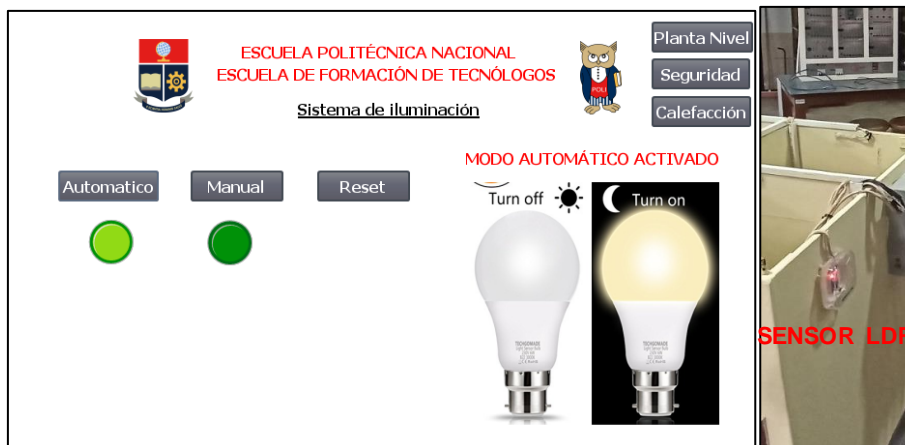 ESCUELA POLITÉCNICA NACIONAL
ESCUELA DE FORMACIÓN DE TECNÓLOGOS
Sistema de iluminación
POLI
Planta Nivel
Seguridad
Calefacción
Automatico
Manual
Reset
MODO AUTOMÁTICO ACTIVADO
Turn off
Turn on
SENSOR LDR